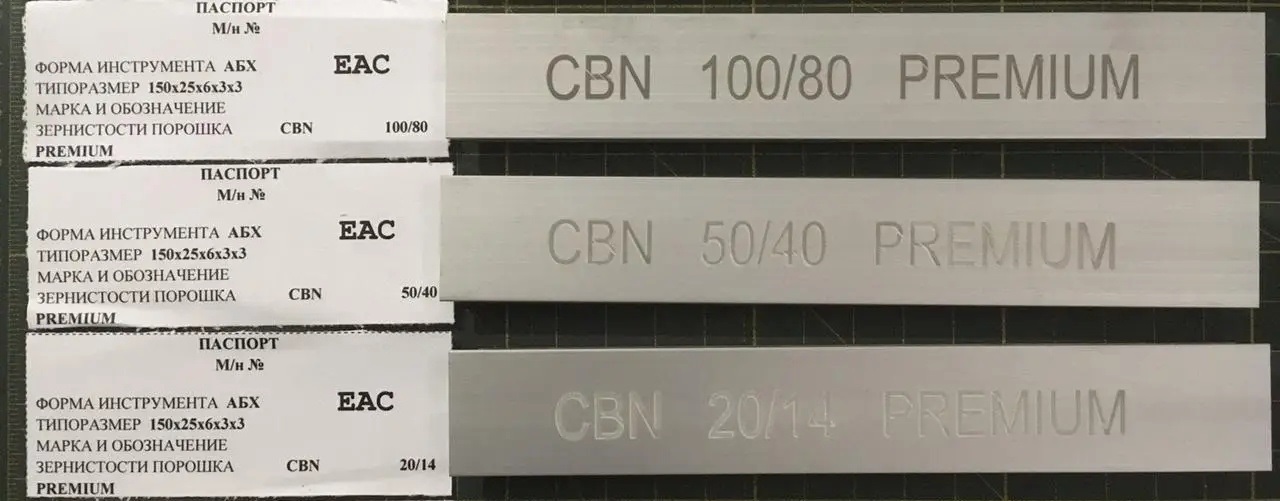 ПАСПОРТ
М/н №
ФОРМА ИНСТРУМЕНТА АБХ EAC
ТИПОРАЗМЕР 150х25х6х3х3
МАРКА И ОБОЗНАЧЕНИЕ
ЗЕРНИСТОСТИ ПОРОШКА CBN 100/80
PREMIUM
CBN 100/80 PREMIUM
ПАСПОРТ
М/н №
ФОРМА ИНСТРУМЕНТА АБХ EAC
ТИПОРАЗМЕР 150х25х6х3х3
МАРКА И ОБОЗНАЧЕНИЕ
ЗЕРНИСТОСТИ ПОРОШКА CBN 50/40
PREMIUM
CBN 50/40 PREMIUM
ПАСПОРТ
М/н №
ФОРМА ИНСТРУМЕНТА АБХ EAC
ТИПОРАЗМЕР 150х25х6х3х3
МАРКА И ОБОЗНАЧЕНИЕ
ЗЕРНИСТОСТИ ПОРОШКА CBN 20/14
PREMIUM
CBN 20/14 PREMIUM